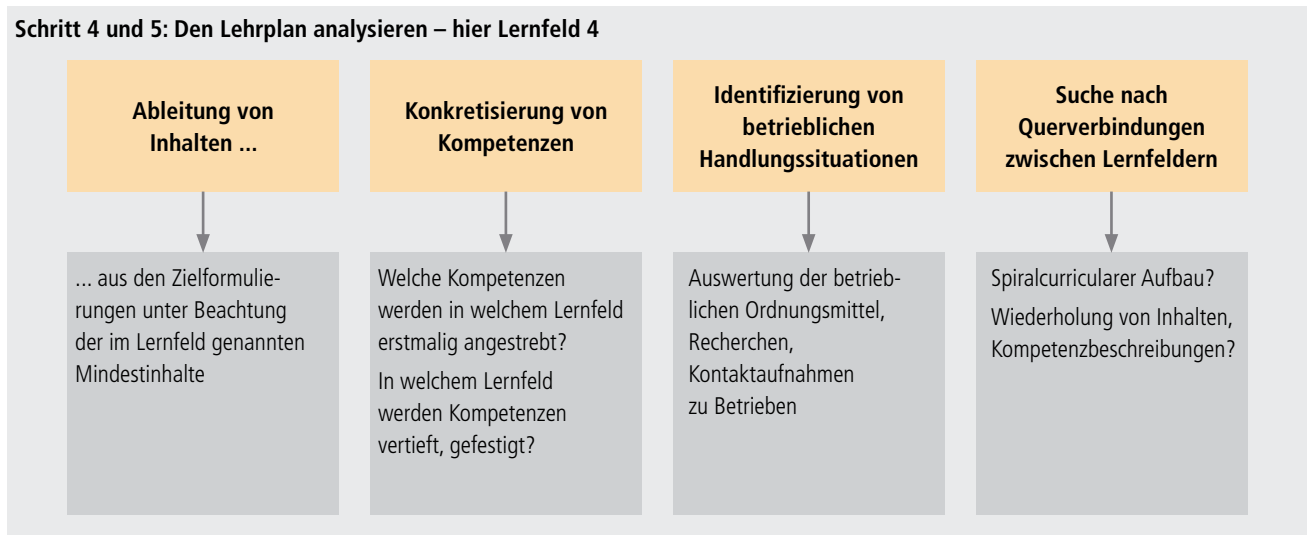 Schritt 4 und 5: Den Lehrplan analysieren – hier Lernfeld 4
Ableitung von
Inhalten ...
... aus den Zielformulie-
rungen unter Beachtung
der im Lernfeld genannten
Mindestinhalte
Konkretisierung von
Kompetenzen
Welche Kompetenzen
werden in welchem Lernfeld
erstmalig angestrebt?
In welchem Lernfeld
werden Kompetenzen
vertieft, gefestigt?
Identifizierung von
betrieblichen
Handlungssituationen
Auswertung der betrieb-
lichen Ordnungsmittel,
Recherchen,
Kontaktaufnahmen
zu Betrieben
Suche nach
Querverbindungen
zwischen Lernfeldern
Spiralcurricularer Aufbau?
Wiederholung von Inhalten,
Kompetenzbeschreibungen?